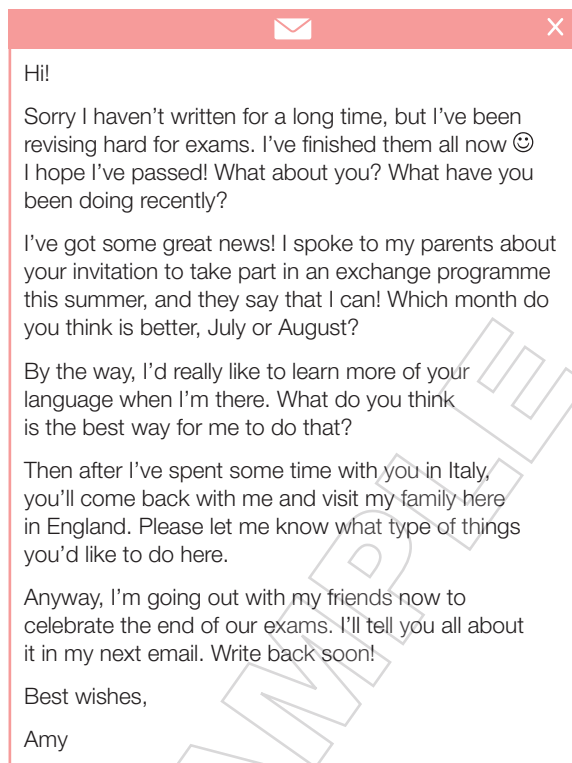 Hi!
Sorry I haven't written for a long time, but I've been
revising hard for exams. I've finished them all now ☺
I hope I've passed! What about you? What have you
been doing recently?
I've got some great news! I spoke to my parents about
your invitation to take part in an exchange programme
this summer, and they say that I can! Which month do
you think is better, July or August?
By the way, I'd really like to learn more of your
language when I'm there. What do you think
is the best way for me to do that?
Then after I've spent some time with you in Italy,
you'll come back with me and visit my family here
in England. Please let me know what type of things
you'd like to do here.
Anyway, I'm going out with my friends now to
celebrate the end of our exams. I'll tell you all about
it in my next email. Write back soon!
Best wishes,
Amy
AMPLE